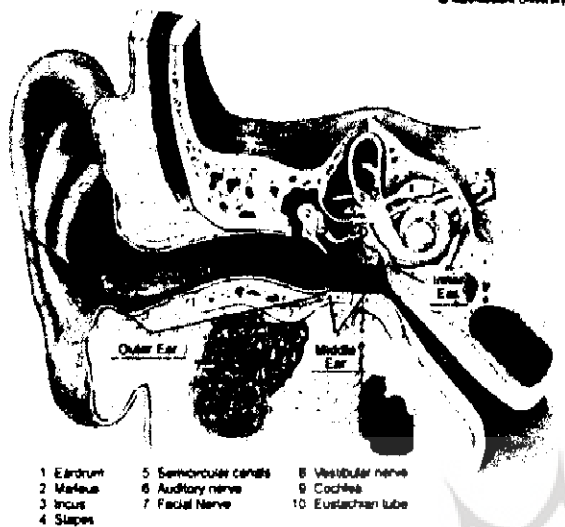 Inner
Ear
Outer Ear
Middle
Ear
1 Eardrum
2 Malleus
3 Incus
4 Stapes
5 Semicircular canals
6 Auditory nerve
7 Facial Nerve
8 Vestibular nerve
9 Cochlea
10 Eustachian tube